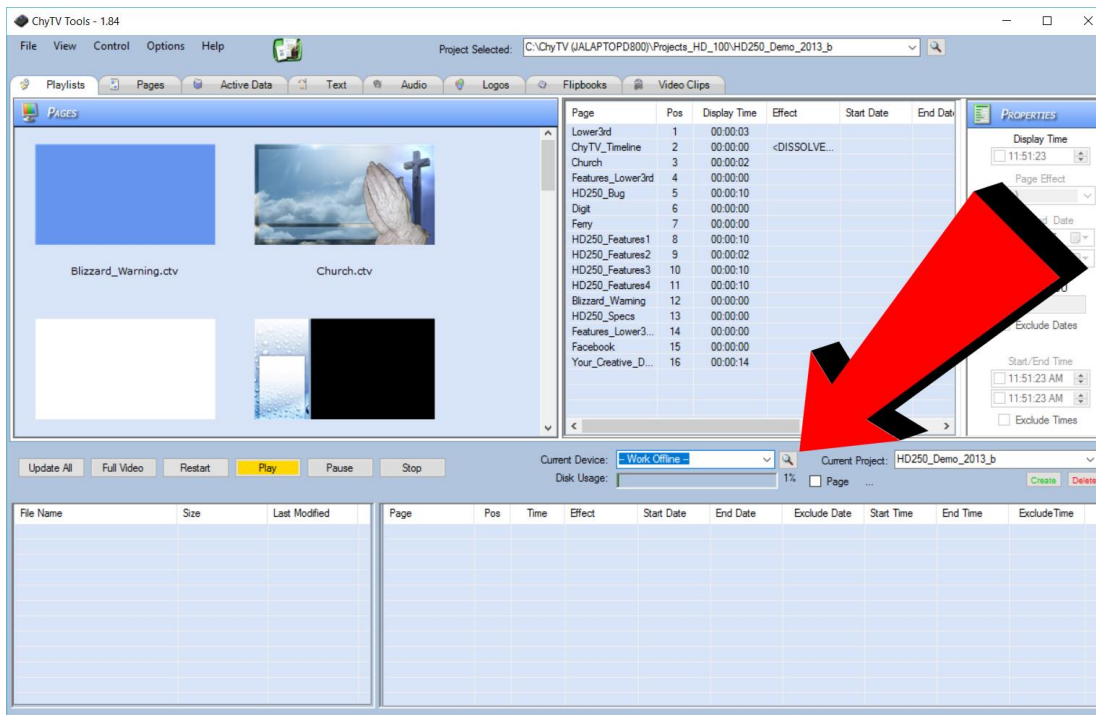 ChyTV Tools - 1.84
File View Control Options Help
Project Selected: C:\ChyTV (JALAPTOPD800)\Projects_HD_100\HD250_Demo_2013_b
Playlists Pages Active Data Text Audio Logos Flipbooks Video Clips
PAGES
Blizzard_Warning.ctv Church.ctv
Page Pos Display Time Effect Start Date End Date
Lower3rd 1 00:00:03
ChyTV_Timeline 2 00:00:00 <DISSOLVE...
Church 3 00:00:02
Features_Lower3rd 4 00:00:00
HD250_Bug 5 00:00:10
Digit 6 00:00:00
Ferry 7 00:00:00
HD250_Features1 8 00:00:10
HD250_Features2 9 00:00:02
HD250_Features3 10 00:00:10
HD250_Features4 11 00:00:10
Blizzard_Warning 12 00:00:00
HD250_Specs 13 00:00:00
Features_Lower3... 14 00:00:00
Facebook 15 00:00:00
Your_Creative_D... 16 00:00:14
PROPERTIES
Display Time
11:51:23
Page Effect
Date
Exclude Dates
Start/End Time
11:51:23 AM
11:51:23 AM
Exclude Times
Update All Full Video Restart Play Pause Stop
Current Device: -- Work Offline --
Current Project: HD250_Demo_2013_b
Disk Usage: 1% Page ...
Create Delete
File Name Size Last Modified
Page Pos Time Effect Start Date End Date Exclude Date Start Time End Time ExcludeTime